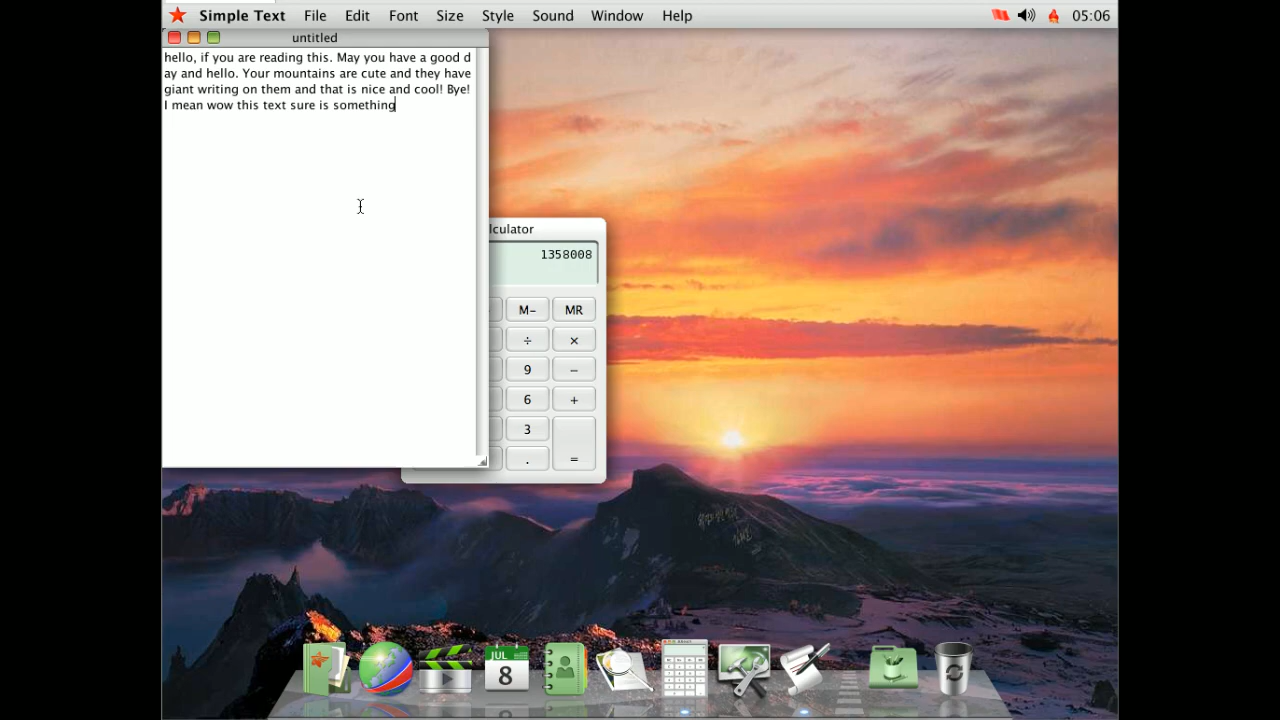 Simple Text File Edit Font Size Style Sound Window Help 05:06
untitled
hello, if you are reading this. May you have a good d
ay and hello. Your mountains are cute and they have
giant writing on them and that is nice and cool! Bye!
I mean wow this text sure is something
lculator
1358008
M- MR
÷ ×
9 −
6 +
3
. =
JUL
8